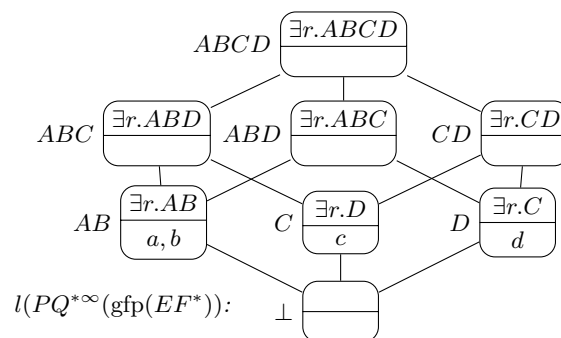 ABCD ∃r.ABCD
ABC ∃r.ABD ABD ∃r.ABC CD ∃r.CD
AB ∃r.AB C ∃r.D D ∃r.C
a, b c d
l(PQ*∞(gfp(EF*)): ⊥